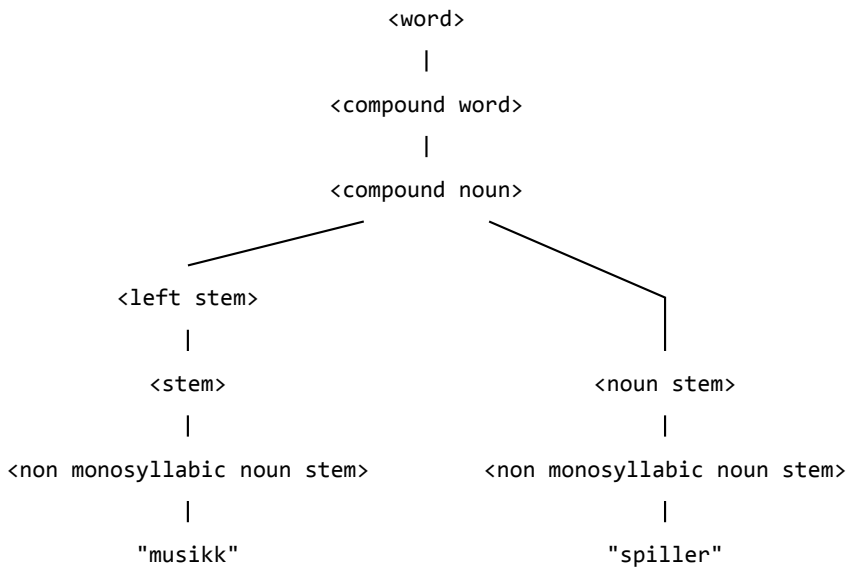 <word>
|
<compound word>
|
<compound noun>
<left stem>
|
<stem> <noun stem>
| |
<non monosyllabic noun stem> <non monosyllabic noun stem>
| |
"musikk" "spiller"